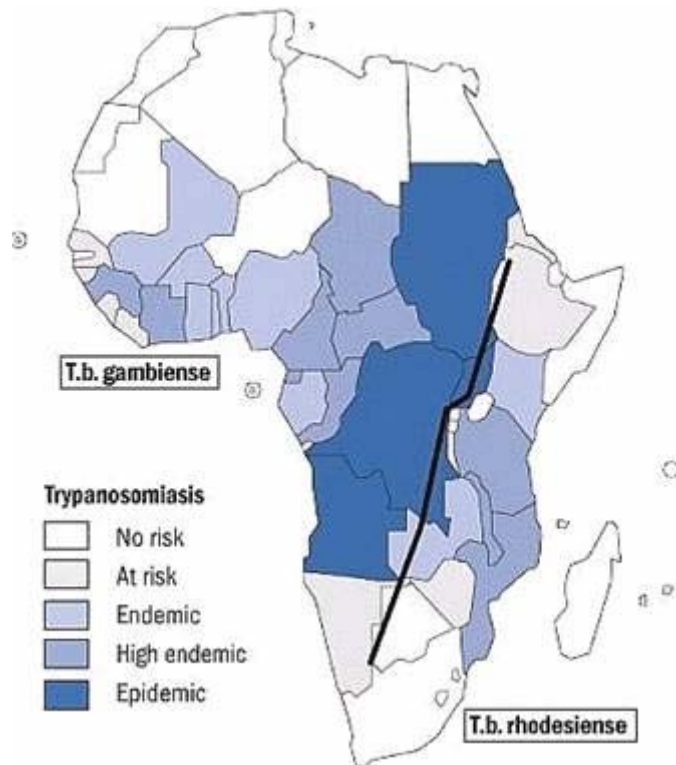 T.b. gambiense
Trypanosomiasis
No risk
At risk
Endemic
High endemic
Epidemic
T.b. rhodesiense